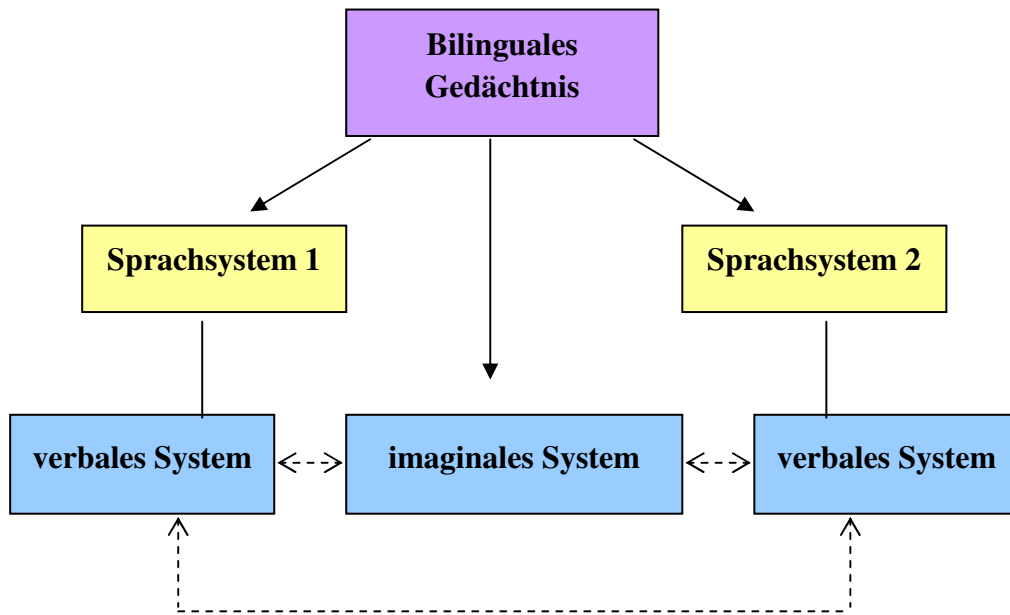 Bilinguales
Gedächtnis
Sprachsystem 1
Sprachsystem 2
verbales System
imaginales System
verbales System